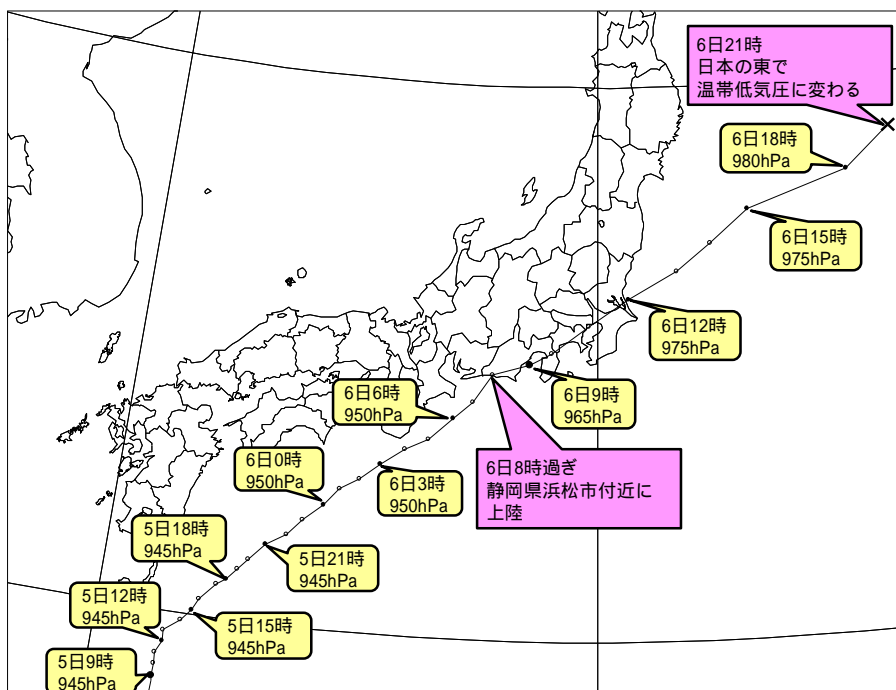 6日21時
日本の東で
温帯低気圧に変わる
6日18時
980hPa
6日15時
975hPa
6日12時
975hPa
6日9時
965hPa
6日6時
950hPa
6日8時過ぎ
静岡県浜松市付近に
上陸
6日3時
950hPa
6日0時
950hPa
5日21時
945hPa
5日18時
945hPa
5日15時
945hPa
5日12時
945hPa
5日9時
945hPa